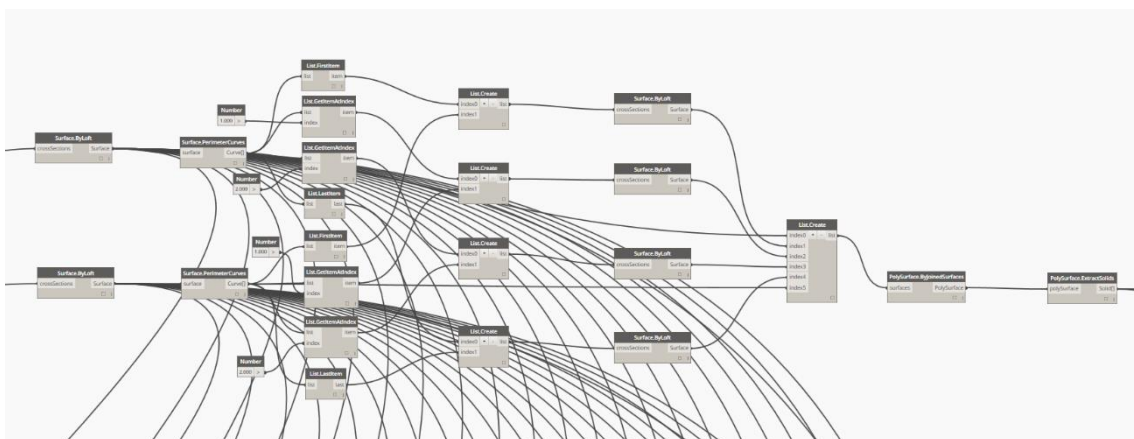 List.FirstItem
list item
List.GetItemAtIndex
list item
index
Number
1.000 >
List.Create
index0 + - list
index1
Surface.ByLoft
crossSections Surface
Surface.ByLoft
crossSections Surface
Surface.PerimeterCurves
surface Curve[]
List.GetItemAtIndex
list item
index
Number
2.000 >
List.Create
index0 + - list
index1
Surface.ByLoft
crossSections Surface
List.LastItem
list last
List.FirstItem
list item
Number
1.000 >
List.Create
index0 + - list
index1
Surface.ByLoft
crossSections Surface
List.Create
index0 + - list
index1
index2
index3
index4
index5
Surface.ByLoft
crossSections Surface
Surface.PerimeterCurves
surface Curve[]
List.GetItemAtIndex
list item
index
PolySurface.ByJoinedSurfaces
surfaces PolySurface
PolySurface.ExtractSolids
polySurface Solid[]
List.GetItemAtIndex
list item
index
Number
2.000 >
List.Create
index0 + - list
index1
Surface.ByLoft
crossSections Surface
List.LastItem
list last